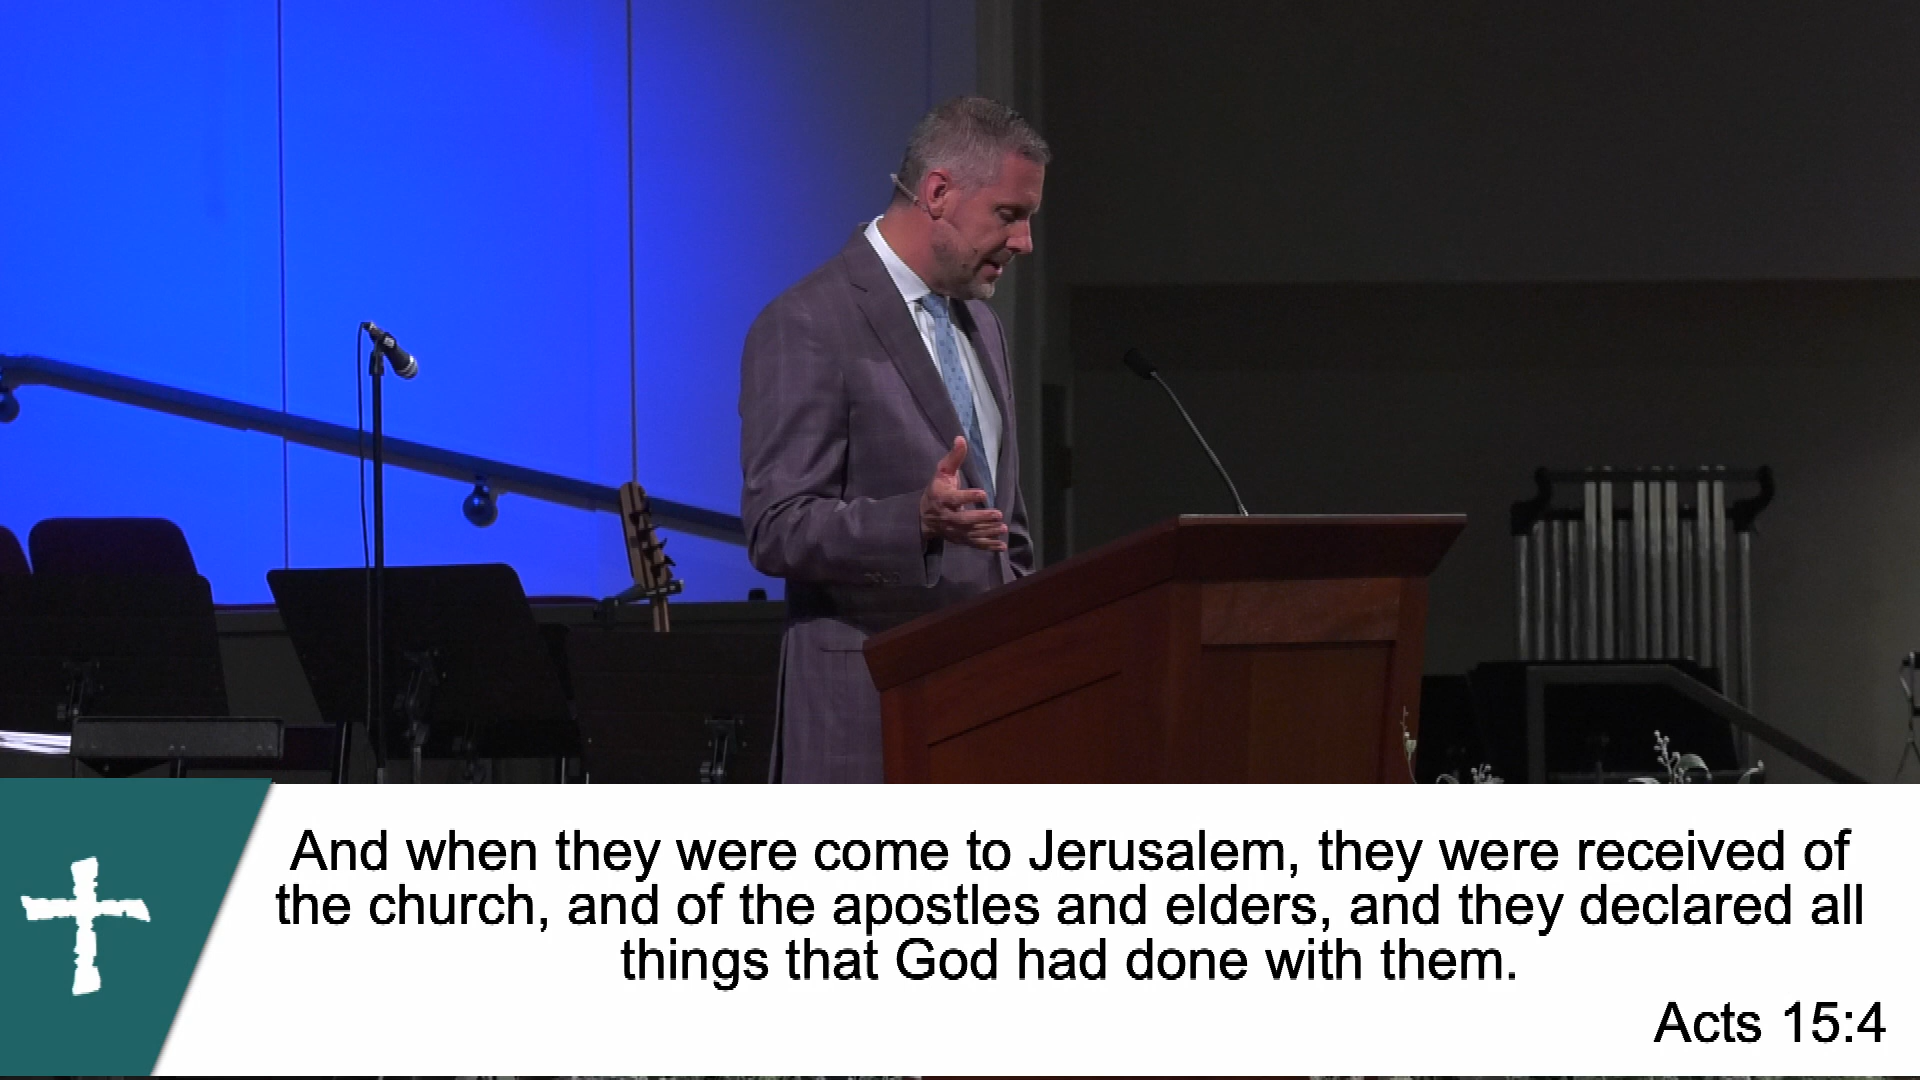 And when they were come to Jerusalem, they were received of
the church, and of the apostles and elders, and they declared all
things that God had done with them.
Acts 15:4